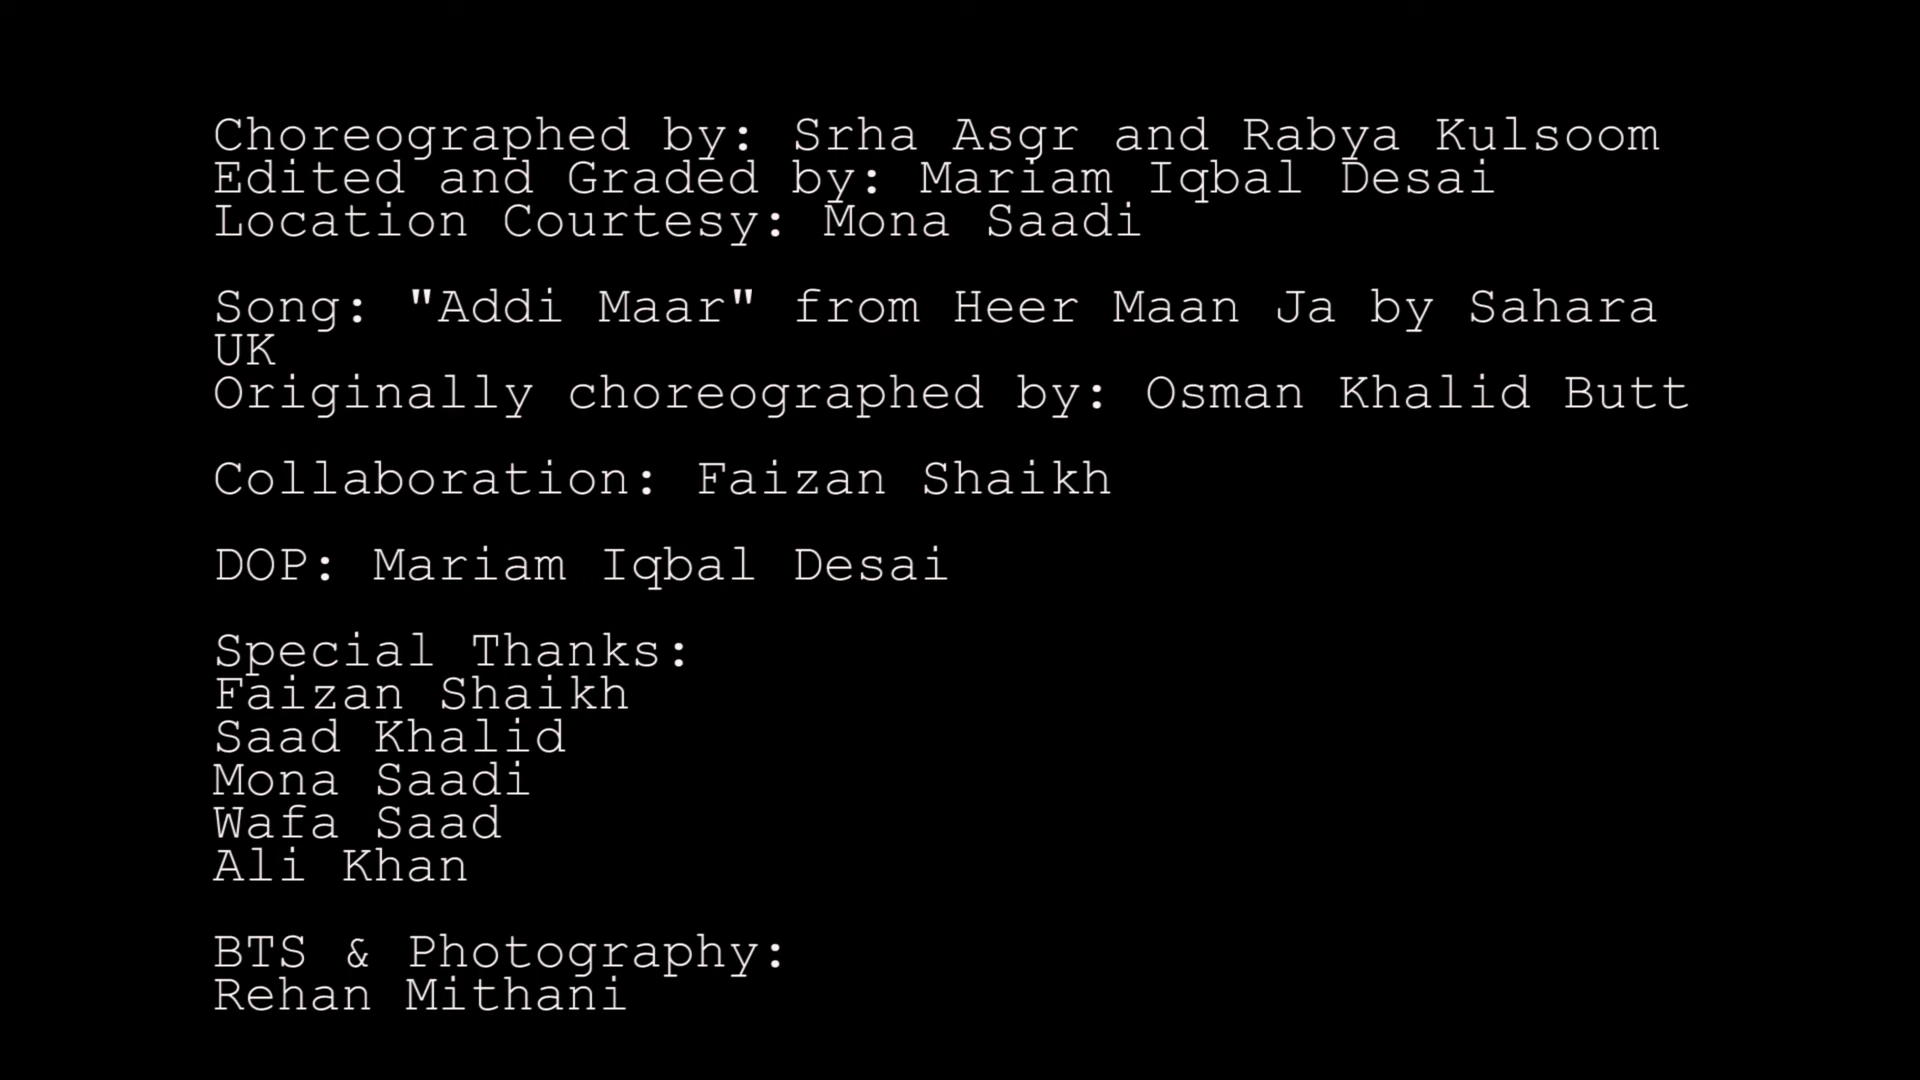 Choreographed by: Srha Asgr and Rabya Kulsoom
Edited and Graded by: Mariam Iqbal Desai
Location Courtesy: Mona Saadi
Song: "Addi Maar" from Heer Maan Ja by Sahara
UK
Originally choreographed by: Osman Khalid Butt
Collaboration: Faizan Shaikh
DOP: Mariam Iqbal Desai
Special Thanks:
Faizan Shaikh
Saad Khalid
Mona Saadi
Wafa Saad
Ali Khan
BTS & Photography:
Rehan Mithani